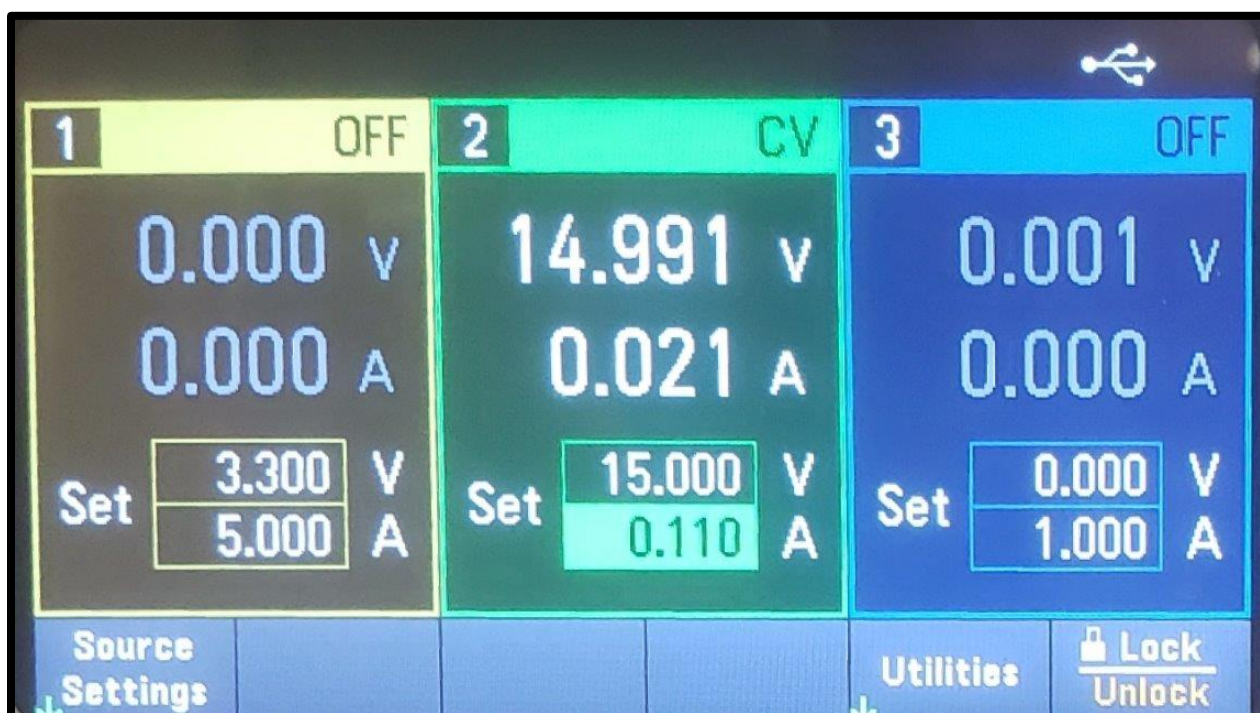 1 OFF
0.000 V
0.000 A
Set 3.300 V
5.000 A
2 CV
14.991 V
0.021 A
Set 15.000 V
0.110 A
3 OFF
0.001 V
0.000 A
Set 0.000 V
1.000 A
Source
Settings
Utilities
Lock
Unlock